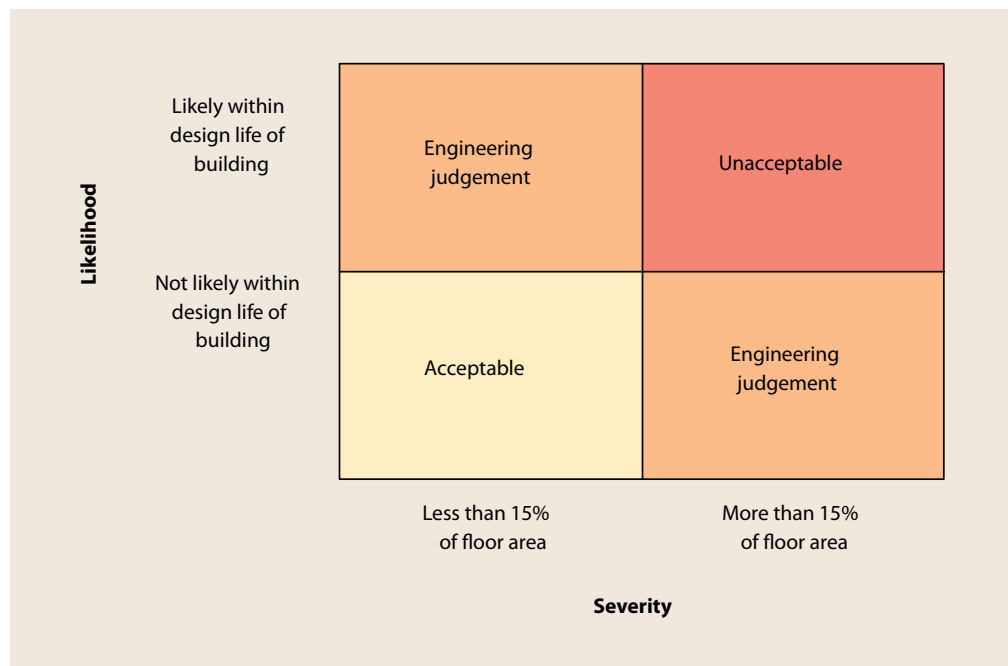 Likelihood
Likely within
design life of
building
Engineering
judgement
Unacceptable
Not likely within
design life of
building
Acceptable
Engineering
judgement
Less than 15%
of floor area
More than 15%
of floor area
Severity